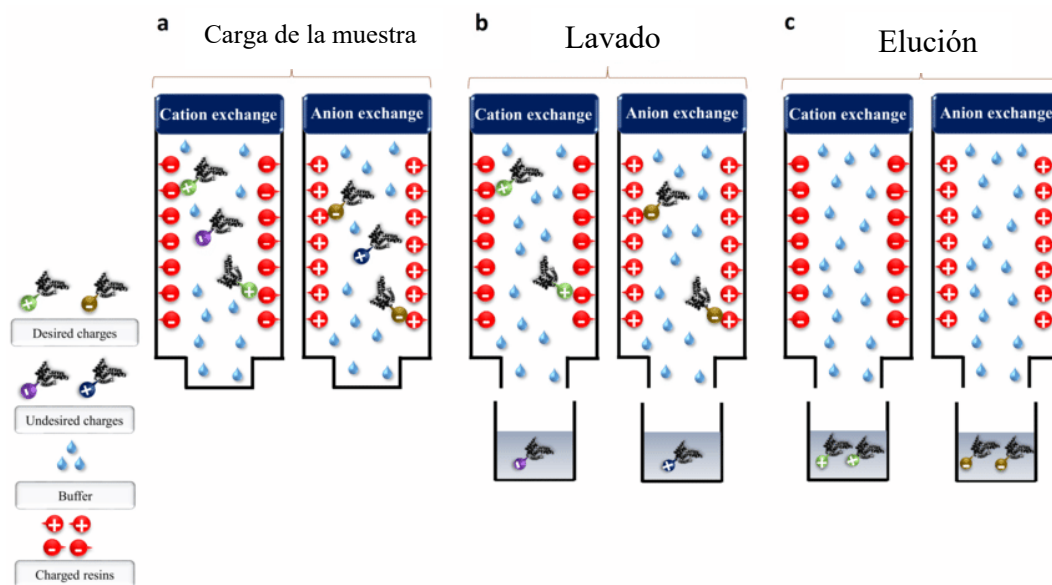 a
Carga de la muestra
b
Lavado
c
Elución
Cation exchange
Anion exchange
Cation exchange
Anion exchange
Cation exchange
Anion exchange
Desired charges
Undesired charges
Buffer
Charged resins